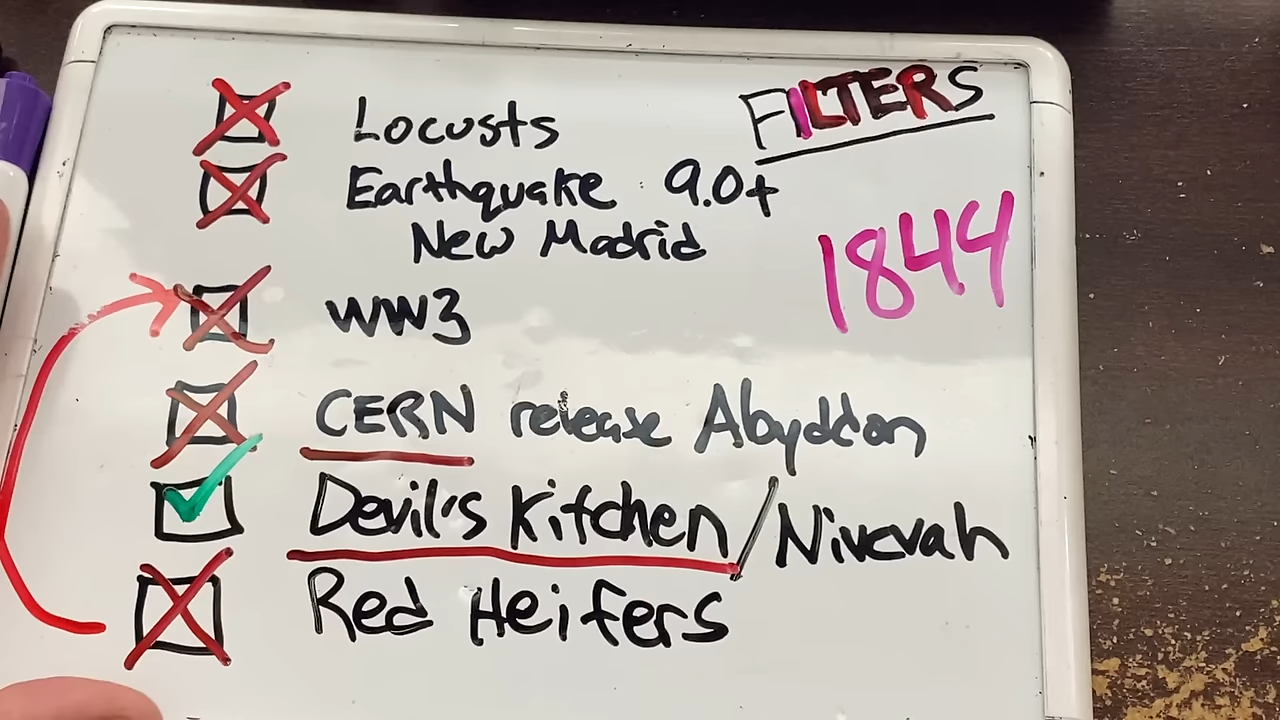 FILTERS
Locusts
Earthquake 9.0+
New Madrid
1844
WW3
CERN release Abyddon
Devil's Kitchen/Nivevah
Red Heifers